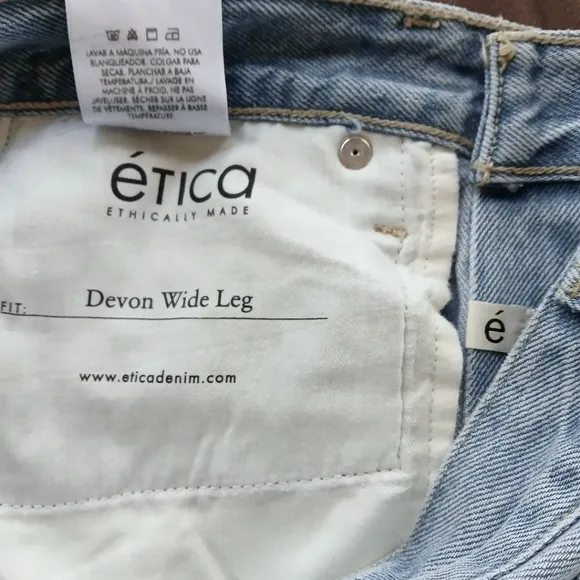 LAVAR A MÁQUINA FRÍA. NO USA
BLANQUEADOR. COLGAR PARA
SECAR. PLANCHAR A BAJA
TEMPERATURA./ LAVAGE EN
MACHINE À FROID, NE PAS
JAVELLISER. SÉCHER SUR LA LIGNE
DE VÊTEMENTS. REPASSER À BASSE
TEMPÉRATURE.
éTICA
ETHICALLY MADE
FIT: Devon Wide Leg
www.eticadenim.com
é